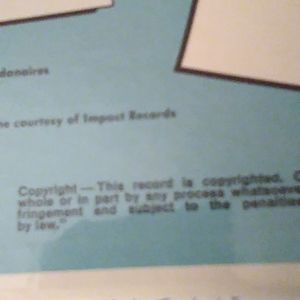 donaires
he courtesy of Impact Records
Copyright — This record is copyrighted.
whole or in part by any process whatsoever
fringement and subject to the penalties
by law."